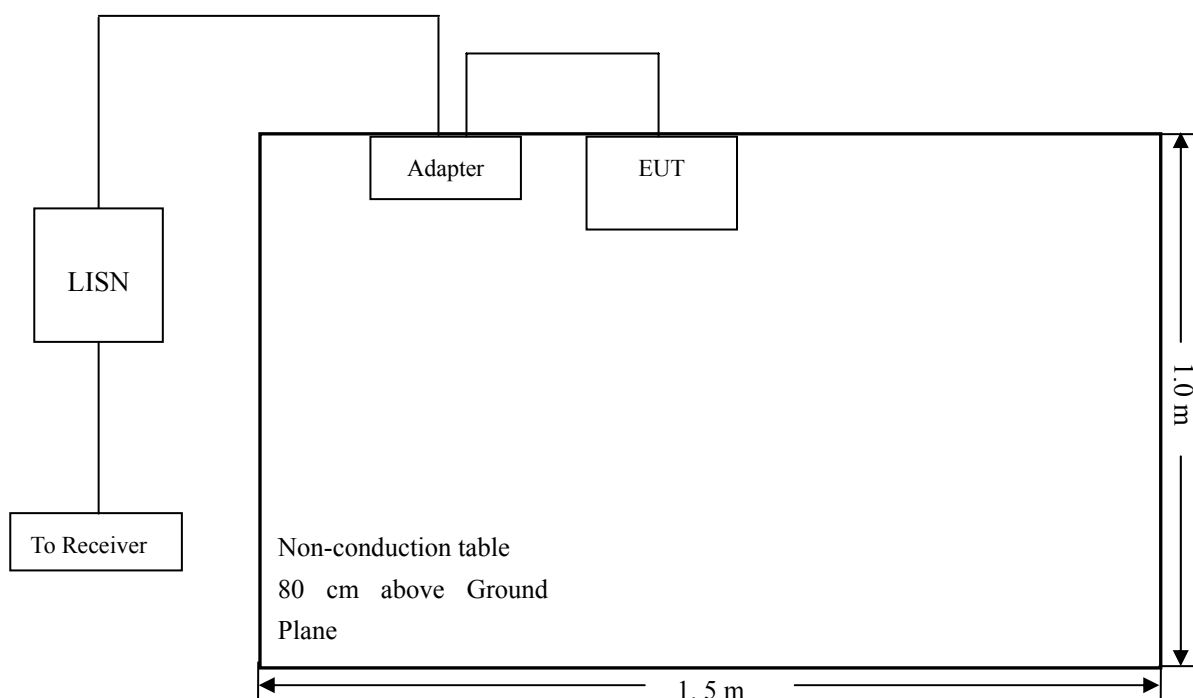 Adapter
EUT
LISN
1.0 m
To Receiver
Non-conduction table
80 cm above Ground
Plane
1. 5 m